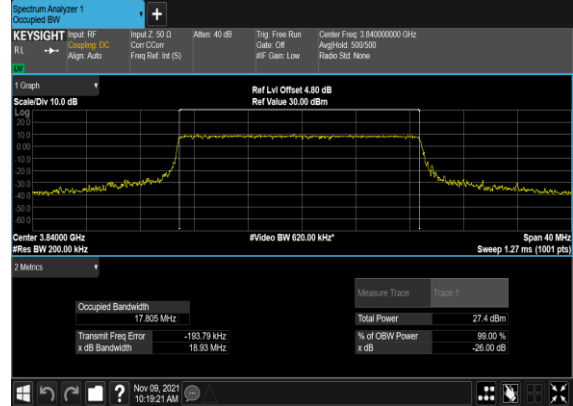 Spectrum Analyzer 1
Occupied BW
+
KEYSIGHT Input: RF Input Z: 50 Ω Atten: 40 dB Trig: Free Run Center Freq: 3.840000000 GHz
RL Coupling: DC Corr CCorr Gate: Off Avg|Hold: 500/500
Align: Auto Freq Ref: Int (S) #IF Gain: Low Radio Std: None
LW
1 Graph Ref Lvl Offset 4.80 dB
Scale/Div 10.0 dB Ref Value 30.00 dBm
Log
20.0
10.0
0.00
-10.0
-20.0
-30.0
-40.0
-50.0
-60.0
Center 3.84000 GHz #Video BW 620.00 kHz* Span 40 MHz
#Res BW 200.00 kHz Sweep 1.27 ms (1001 pts)
2 Metrics
Measure Trace Trace 1
Occupied Bandwidth
17.805 MHz Total Power 27.4 dBm
Transmit Freq Error -193.79 kHz % of OBW Power 99.00 %
x dB Bandwidth 18.93 MHz x dB -26.00 dB
? Nov 09, 2021
10:19:21 AM